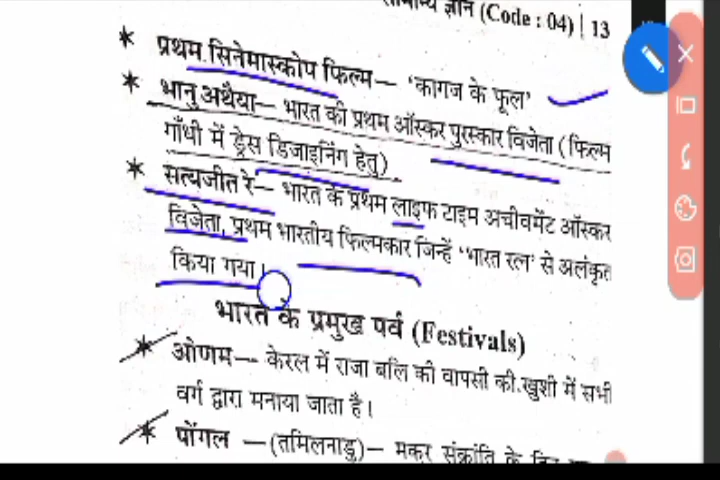 सामान्य ज्ञान (Code : 04) | 13
* प्रथम सिनेमास्कोप फिल्म— ‘कागज के फूल’
* भानु अथैया— भारत की प्रथम ऑस्कर पुरस्कार विजेता (फिल्म
गाँधी में ड्रेस डिजाइनिंग हेतु)
* सत्यजीत रे— भारत के प्रथम लाइफ टाइम अचीवमेंट ऑस्कर
विजेता, प्रथम भारतीय फिल्मकार जिन्हें ‘भारत रत्न’ से अलंकृत
किया गया।
भारत के प्रमुख पर्व (Festivals)
* ओणम— केरल में राजा बलि की वापसी की खुशी में सभी
वर्ग द्वारा मनाया जाता है।
* पोंगल —(तमिलनाडु)— मकर संक्रांति के दिन